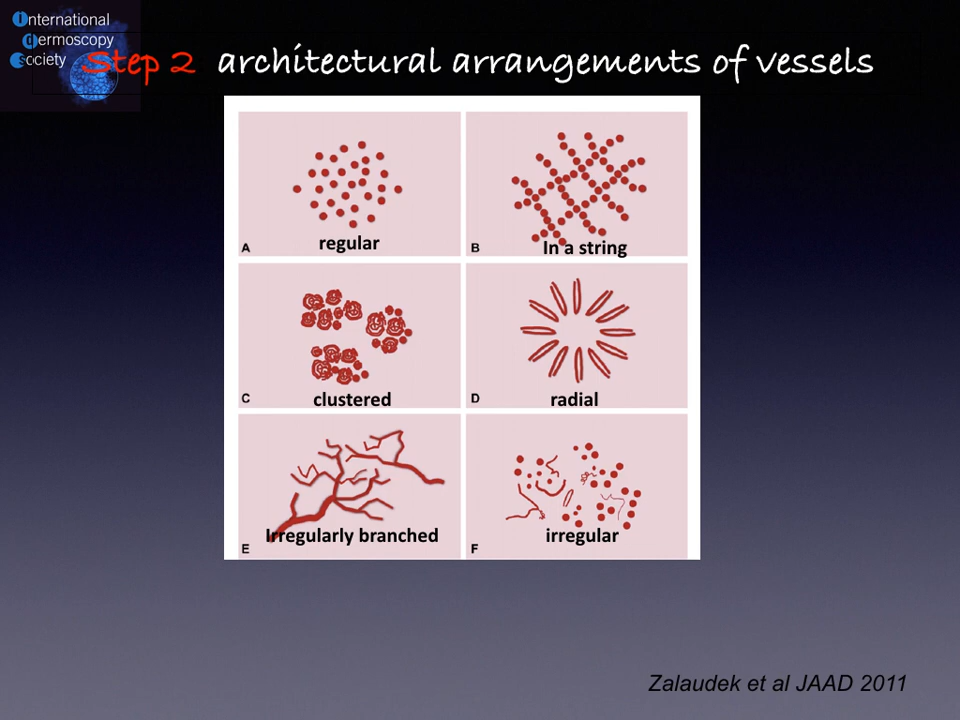 International
dermoscopy
society
Step 2 architectural arrangements of vessels
A
regular
B
In a string
C
clustered
D
radial
E
Irregularly branched
F
irregular
Zalaudek et al JAAD 2011